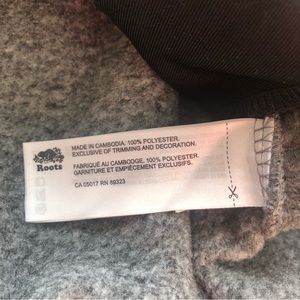 Roots
MADE IN CAMBODIA. 100% POLYESTER.
EXCLUSIVE OF TRIMMING AND DECORATION.
FABRIQUÉ AU CAMBODGE. 100% POLYESTER.
GARNITURE ET EMPIÈCEMENT EXCLUSIFS.
CA 05017 RN 89323